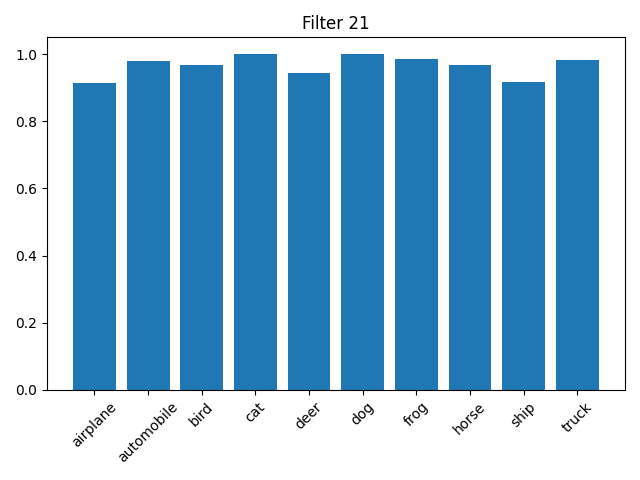 Filter 21
1.0
0.8
0.6
0.4
0.2
0.0
airplane
automobile
bird
cat
deer
dog
frog
horse
ship
truck